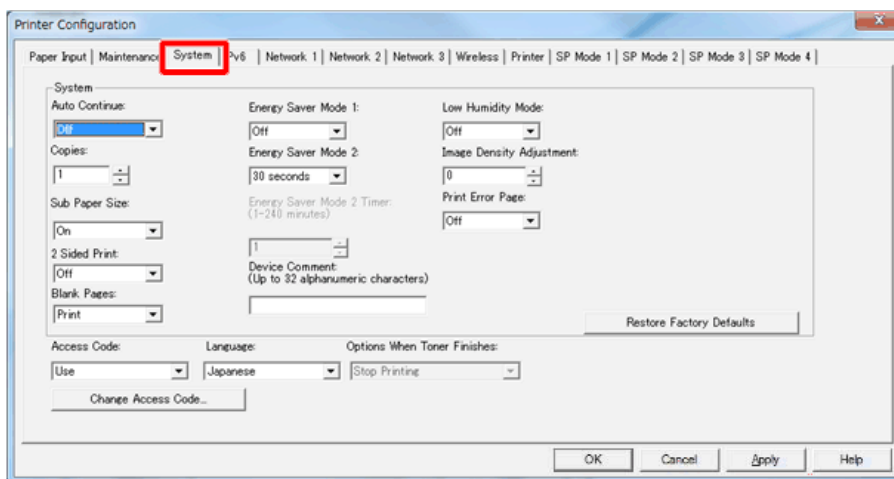 Printer Configuration
Paper Input | Maintenance | System | Pv6 | Network 1 | Network 2 | Network 3 | Wireless | Printer | SP Mode 1 | SP Mode 2 | SP Mode 3 | SP Mode 4
System
Auto Continue:
Off
Copies:
1
Sub Paper Size:
On
2 Sided Print:
Off
Blank Pages:
Print
Energy Saver Mode 1:
Off
Energy Saver Mode 2:
30 seconds
Energy Saver Mode 2 Timer:
(1-240 minutes)
1
Device Comment:
(Up to 32 alphanumeric characters)
Low Humidity Mode:
Off
Image Density Adjustment:
0
Print Error Page:
Off
Restore Factory Defaults
Access Code:
Use
Language:
Japanese
Options When Toner Finishes:
Stop Printing
Change Access Code...
OK Cancel Apply Help